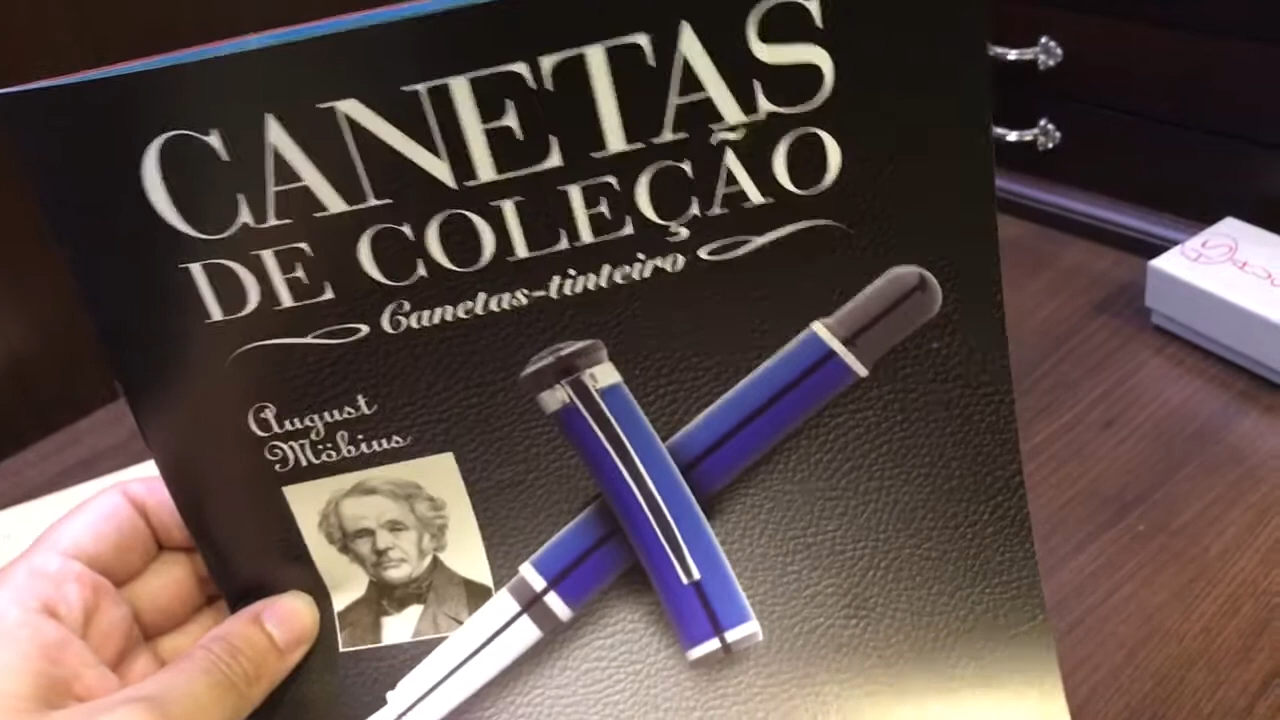 CANETAS
DE COLEÇÃO
Canetas-tinteiro
August
Möbius